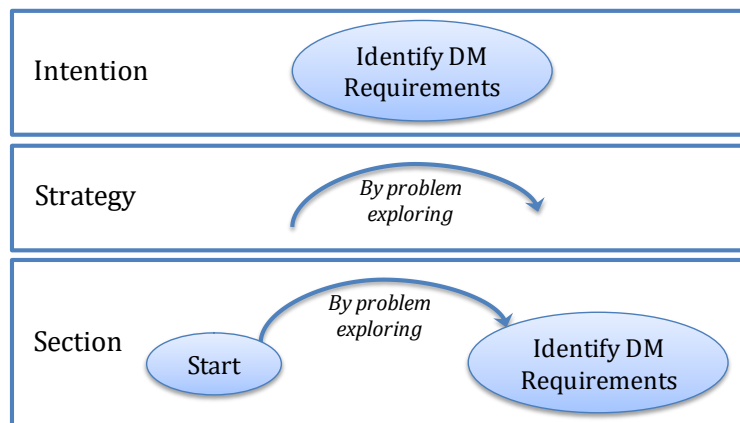 Intention
Identify DM
Requirements
Strategy
By problem
exploring
Section
By problem
exploring
Start
Identify DM
Requirements